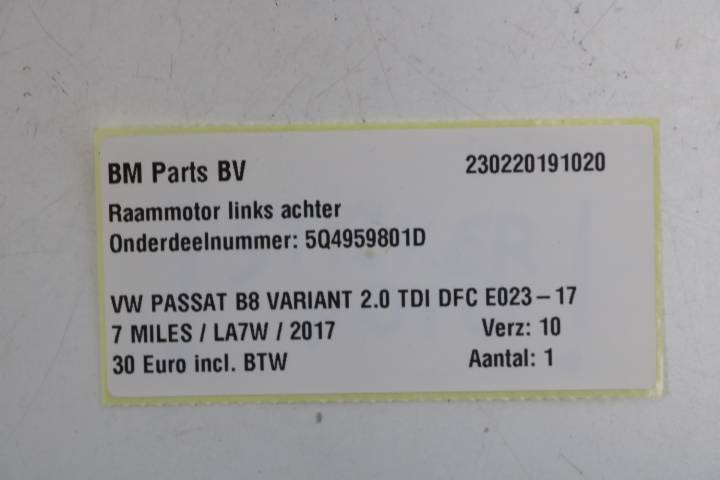 BM Parts BV 230220191020
Raammotor links achter
Onderdeelnummer: 5Q4959801D
VW PASSAT B8 VARIANT 2.0 TDI DFC E023-17
7 MILES / LA7W / 2017 Verz: 10
30 Euro incl. BTW Aantal: 1